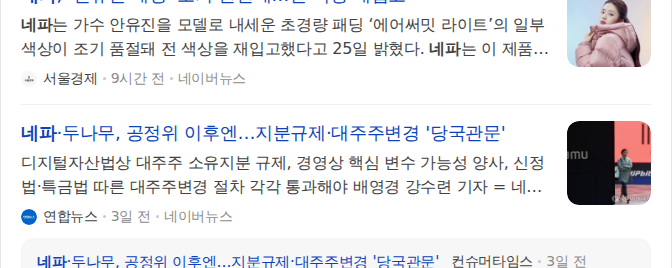 네파는 가수 안유진을 모델로 내세운 초경량 패딩 ‘에어써밋 라이트’의 일부
색상이 조기 품절돼 전 색상을 재입고했다고 25일 밝혔다. 네파는 이 제품...
서울경제 · 9시간 전 · 네이버뉴스
네파·두나무, 공정위 이후엔...지분규제·대주주변경 '당국관문'
디지털자산법상 대주주 소유지분 규제, 경영상 핵심 변수 가능성 양사, 신정
법·특금법 따른 대주주변경 절차 각각 통과해야 배영경 강수련 기자 = 네...
연합뉴스 · 3일 전 · 네이버뉴스
네파·두나무, 공정위 이후엔...지분규제·대주주변경 '당국관문' 컨슈머타임스 · 3일 전